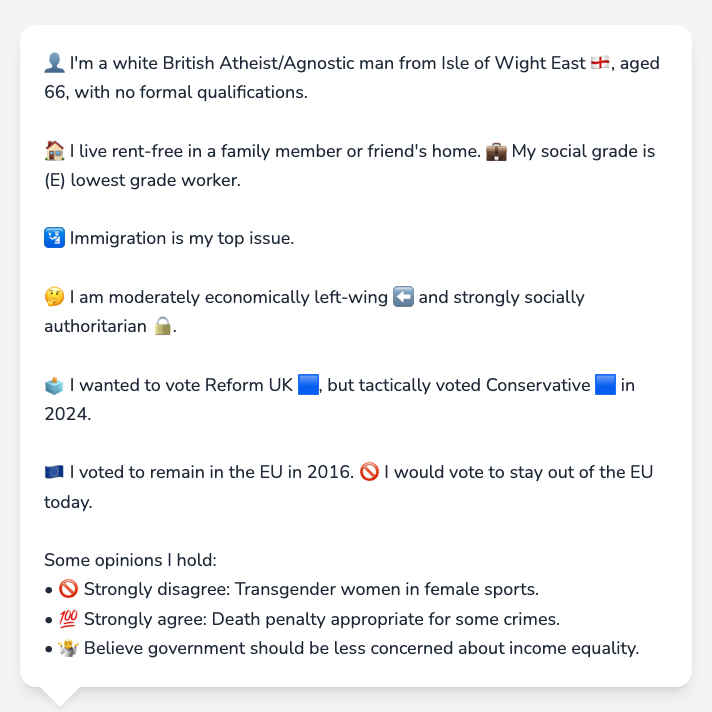 👤 I'm a white British Atheist/Agnostic man from Isle of Wight East 🏴󠁧󠁢󠁥󠁮󠁧󠁿, aged
66, with no formal qualifications.
🏠 I live rent-free in a family member or friend's home. 💼 My social grade is
(E) lowest grade worker.
🛂 Immigration is my top issue.
🤔 I am moderately economically left-wing ⬅️ and strongly socially
authoritarian 🔒.
🗳️ I wanted to vote Reform UK 🟦, but tactically voted Conservative 🟦 in
2024.
🇪🇺 I voted to remain in the EU in 2016. 🚫 I would vote to stay out of the EU
today.
Some opinions I hold:
• 🚫 Strongly disagree: Transgender women in female sports.
• 💯 Strongly agree: Death penalty appropriate for some crimes.
• 🤷 Believe government should be less concerned about income equality.